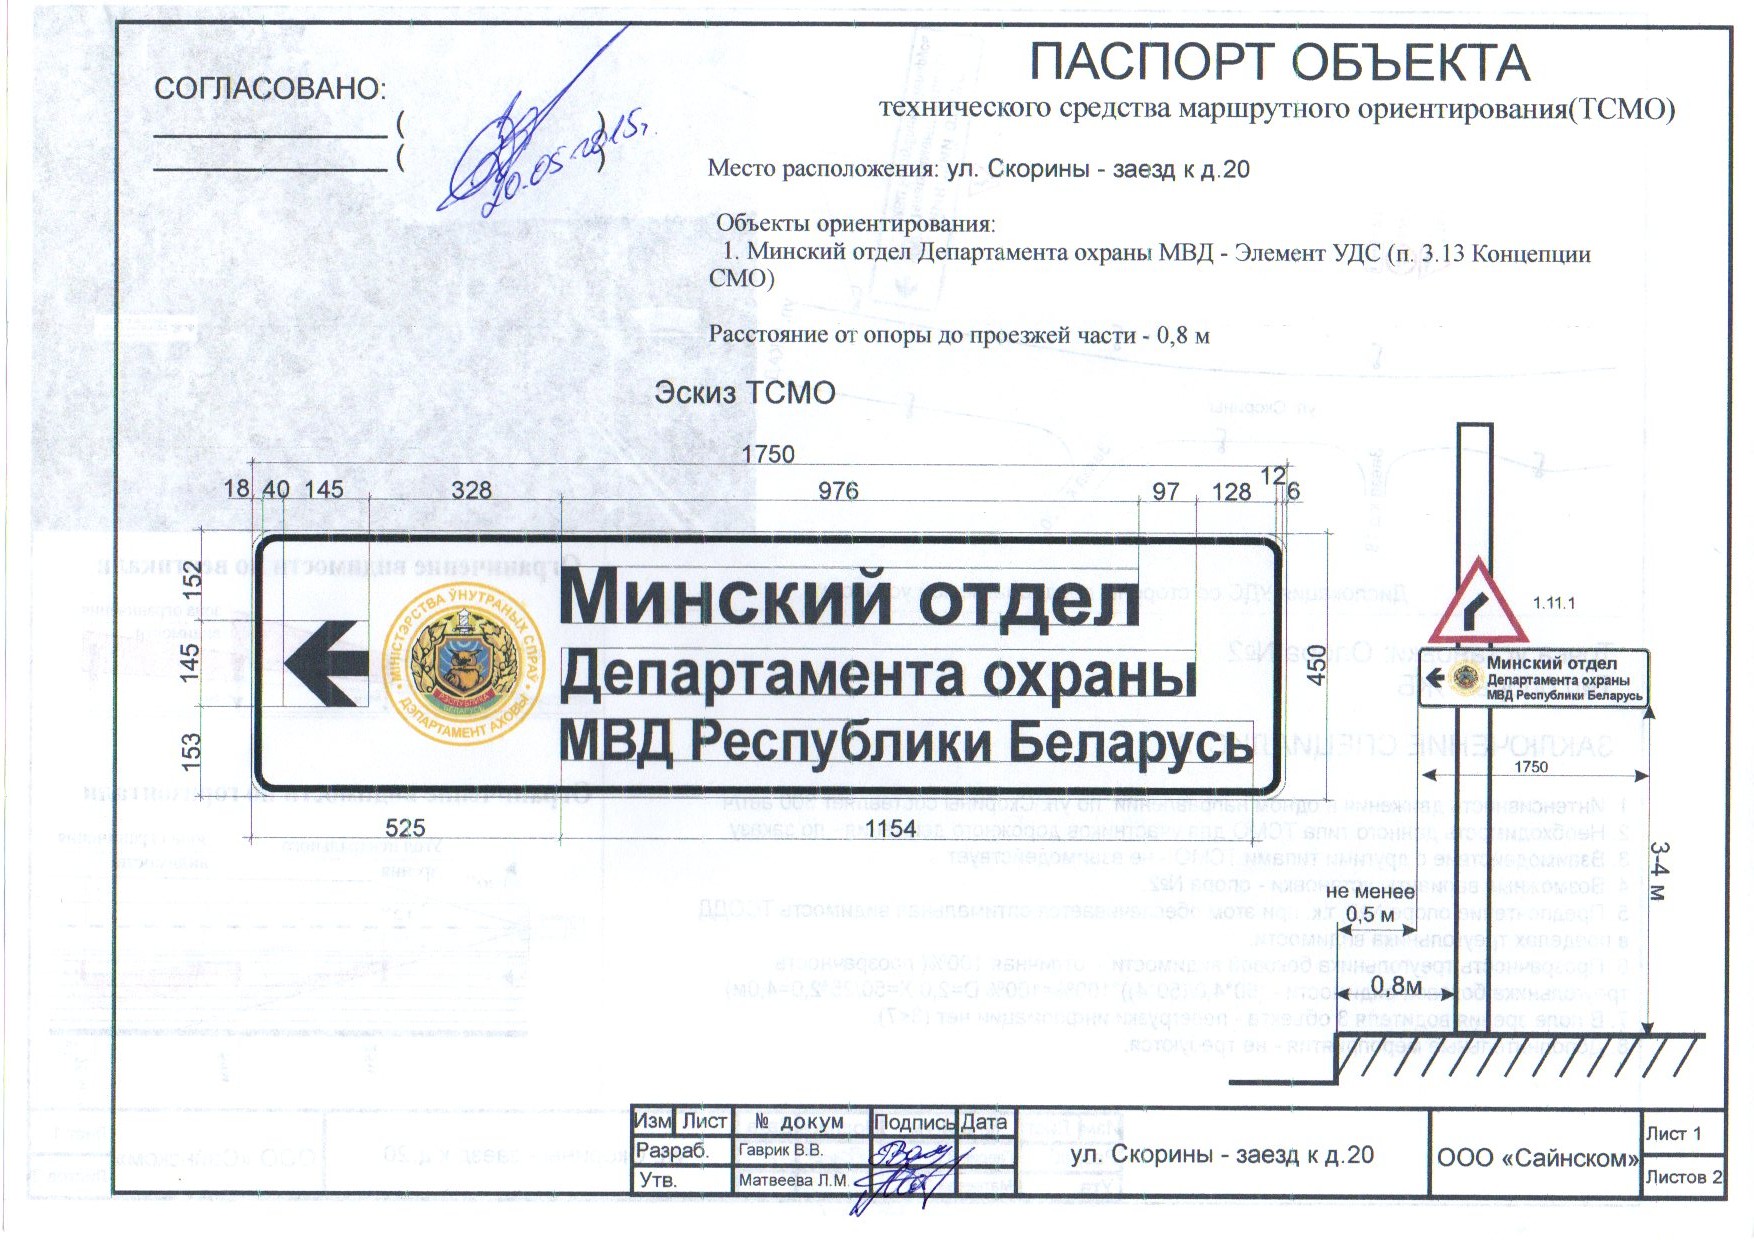 СОГЛАСОВАНО:
( )
( )
20.05.2015г.
ПАСПОРТ ОБЪЕКТА
технического средства маршрутного ориентирования(ТСМО)
Место расположения: ул. Скорины - заезд к д.20
Объекты ориентирования:
1. Минский отдел Департамента охраны МВД - Элемент УДС (п. 3.13 Концепции
СМО)
Расстояние от опоры до проезжей части - 0,8 м
Эскиз ТСМО
1750
18 40 145 328 976 97 128 12 6
152
145
153
МІНІСТЭРСТВА ЎНУТРАНЫХ СПРАЎ
ДЭПАРТАМЕНТ АХОВЫ
Минский отдел
Департамента охраны
МВД Республики Беларусь
450
525 1154
1.11.1
Минский отдел
Департамента охраны
МВД Республики Беларусь
1750
3-4 м
не менее
0,5 м
0,8м
Изм Лист № докум Подпись Дата
Разраб. Гаврик В.В.
Утв. Матвеева Л.М.
ул. Скорины - заезд к д.20
ООО «Сайнском»
Лист 1
Листов 2